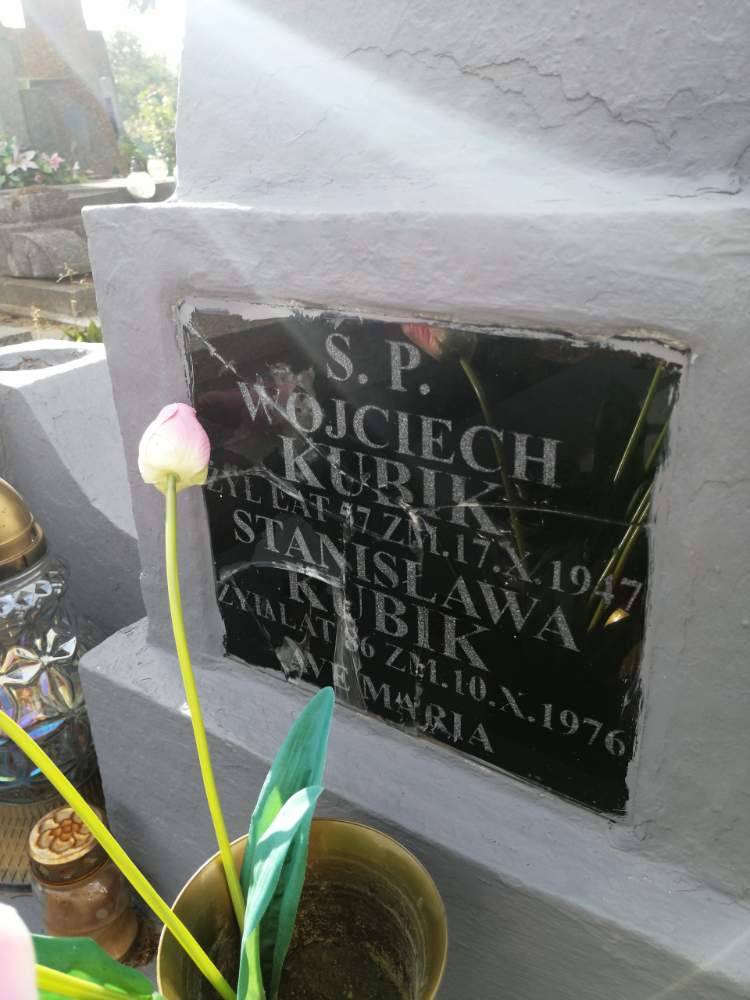 Ś. P.
WOJCIECH
KUBIK
ŻYŁ LAT 57 ZM.17.X.1947
STANISŁAWA
KUBIK
ŻYŁA LAT 86 ZM.10.X.1976
AVE MARIA